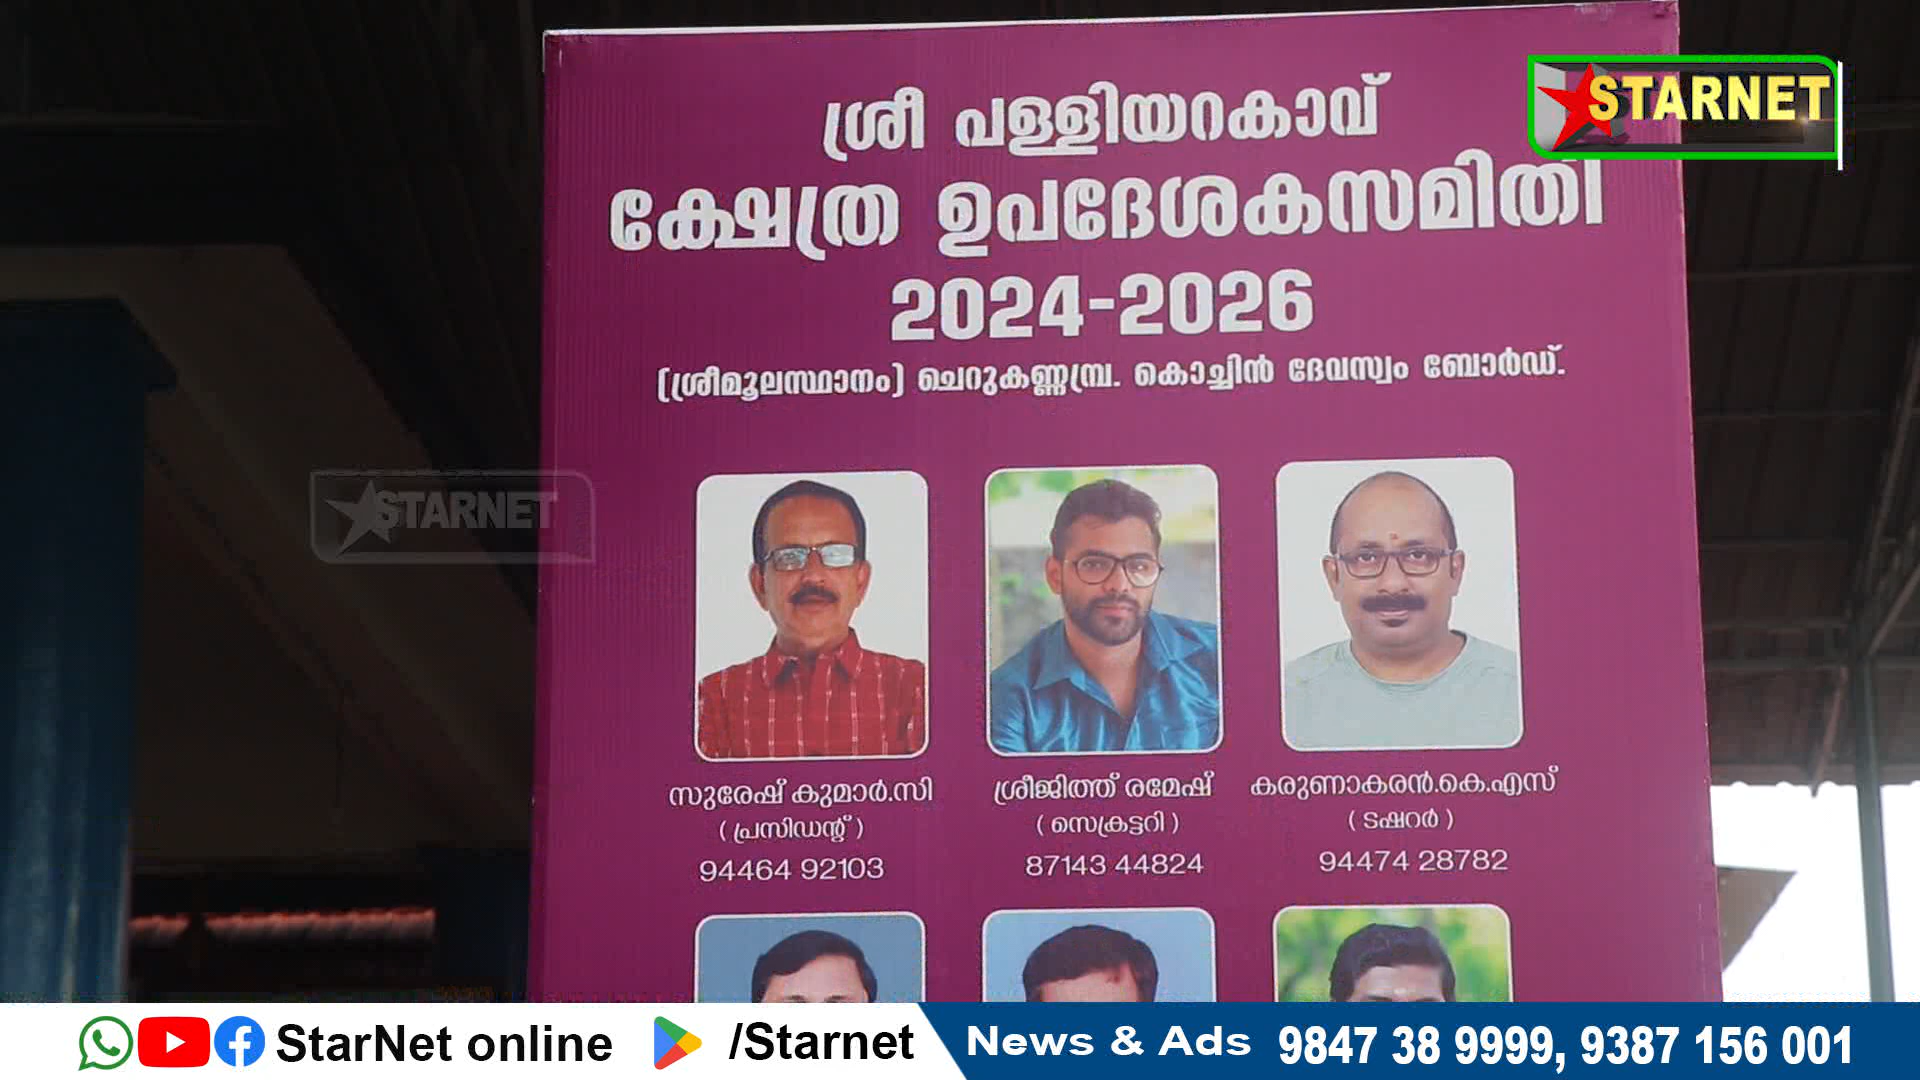 STARNET
ശ്രീ പള്ളിയറകാവ്
ക്ഷേത്ര ഉപദേശകസമിതി
2024-2026
(ശ്രീമൂലസ്ഥാനം) ചെറുകണ്ണമ്പ്ര. കൊച്ചിൻ ദേവസ്വം ബോർഡ്.
STARNET
സുരേഷ് കുമാർ.സി
( പ്രസിഡന്റ് )
94464 92103
ശ്രീജിത്ത് രമേഷ്
( സെക്രട്ടറി )
87143 44824
കരുണാകരൻ.കെ.എസ്
( ടഷറർ )
94474 28782
StarNet online
/Starnet
News & Ads 9847 38 9999, 9387 156 001